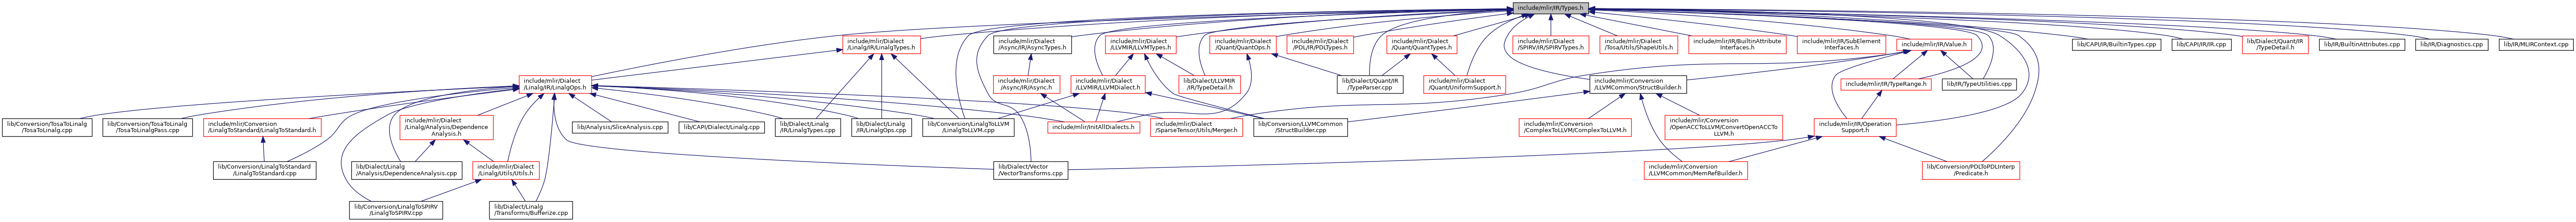 include/mlir/IR/Types.h
include/mlir/Dialect
/Linalg/IR/LinalgTypes.h
include/mlir/Dialect
/Async/IR/AsyncTypes.h
include/mlir/Dialect
/LLVMIR/LLVMTypes.h
include/mlir/Dialect
/Quant/QuantOps.h
include/mlir/Dialect
/PDL/IR/PDLTypes.h
include/mlir/Dialect
/Quant/QuantTypes.h
include/mlir/Dialect
/SPIRV/IR/SPIRVTypes.h
include/mlir/Dialect
/Tosa/Utils/ShapeUtils.h
include/mlir/IR/BuiltinAttribute
Interfaces.h
include/mlir/IR/SubElement
Interfaces.h
include/mlir/IR/Value.h
lib/CAPI/IR/BuiltinTypes.cpp
lib/CAPI/IR/IR.cpp
lib/Dialect/Quant/IR
/TypeDetail.h
lib/IR/BuiltinAttributes.cpp
lib/IR/Diagnostics.cpp
lib/IR/MLIRContext.cpp
include/mlir/Dialect
/Linalg/IR/LinalgOps.h
include/mlir/Dialect
/Async/IR/Async.h
include/mlir/Dialect
/LLVMIR/LLVMDialect.h
lib/Dialect/LLVMIR
/IR/TypeDetail.h
lib/Dialect/Quant/IR
/TypeParser.cpp
include/mlir/Dialect
/Quant/UniformSupport.h
include/mlir/Conversion
/LLVMCommon/StructBuilder.h
include/mlir/IR/TypeRange.h
lib/IR/TypeUtilities.cpp
lib/Conversion/TosaToLinalg
/TosaToLinalg.cpp
lib/Conversion/TosaToLinalg
/TosaToLinalgPass.cpp
include/mlir/Conversion
/LinalgToStandard/LinalgToStandard.h
include/mlir/Dialect
/Linalg/Analysis/Dependence
Analysis.h
lib/Analysis/SliceAnalysis.cpp
lib/CAPI/Dialect/Linalg.cpp
lib/Dialect/Linalg
/IR/LinalgTypes.cpp
lib/Dialect/Linalg
/IR/LinalgOps.cpp
lib/Conversion/LinalgToLLVM
/LinalgToLLVM.cpp
include/mlir/InitAllDialects.h
include/mlir/Dialect
/SparseTensor/Utils/Merger.h
lib/Conversion/LLVMCommon
/StructBuilder.cpp
include/mlir/Conversion
/ComplexToLLVM/ComplexToLLVM.h
include/mlir/Conversion
/OpenACCToLLVM/ConvertOpenACCTo
LLVM.h
include/mlir/IR/Operation
Support.h
lib/Conversion/LinalgToStandard
/LinalgToStandard.cpp
lib/Dialect/Linalg
/Analysis/DependenceAnalysis.cpp
include/mlir/Dialect
/Linalg/Utils/Utils.h
lib/Dialect/Vector
/VectorTransforms.cpp
include/mlir/Conversion
/LLVMCommon/MemRefBuilder.h
lib/Conversion/PDLToPDLInterp
/Predicate.h
lib/Conversion/LinalgToSPIRV
/LinalgToSPIRV.cpp
lib/Dialect/Linalg
/Transforms/Bufferize.cpp